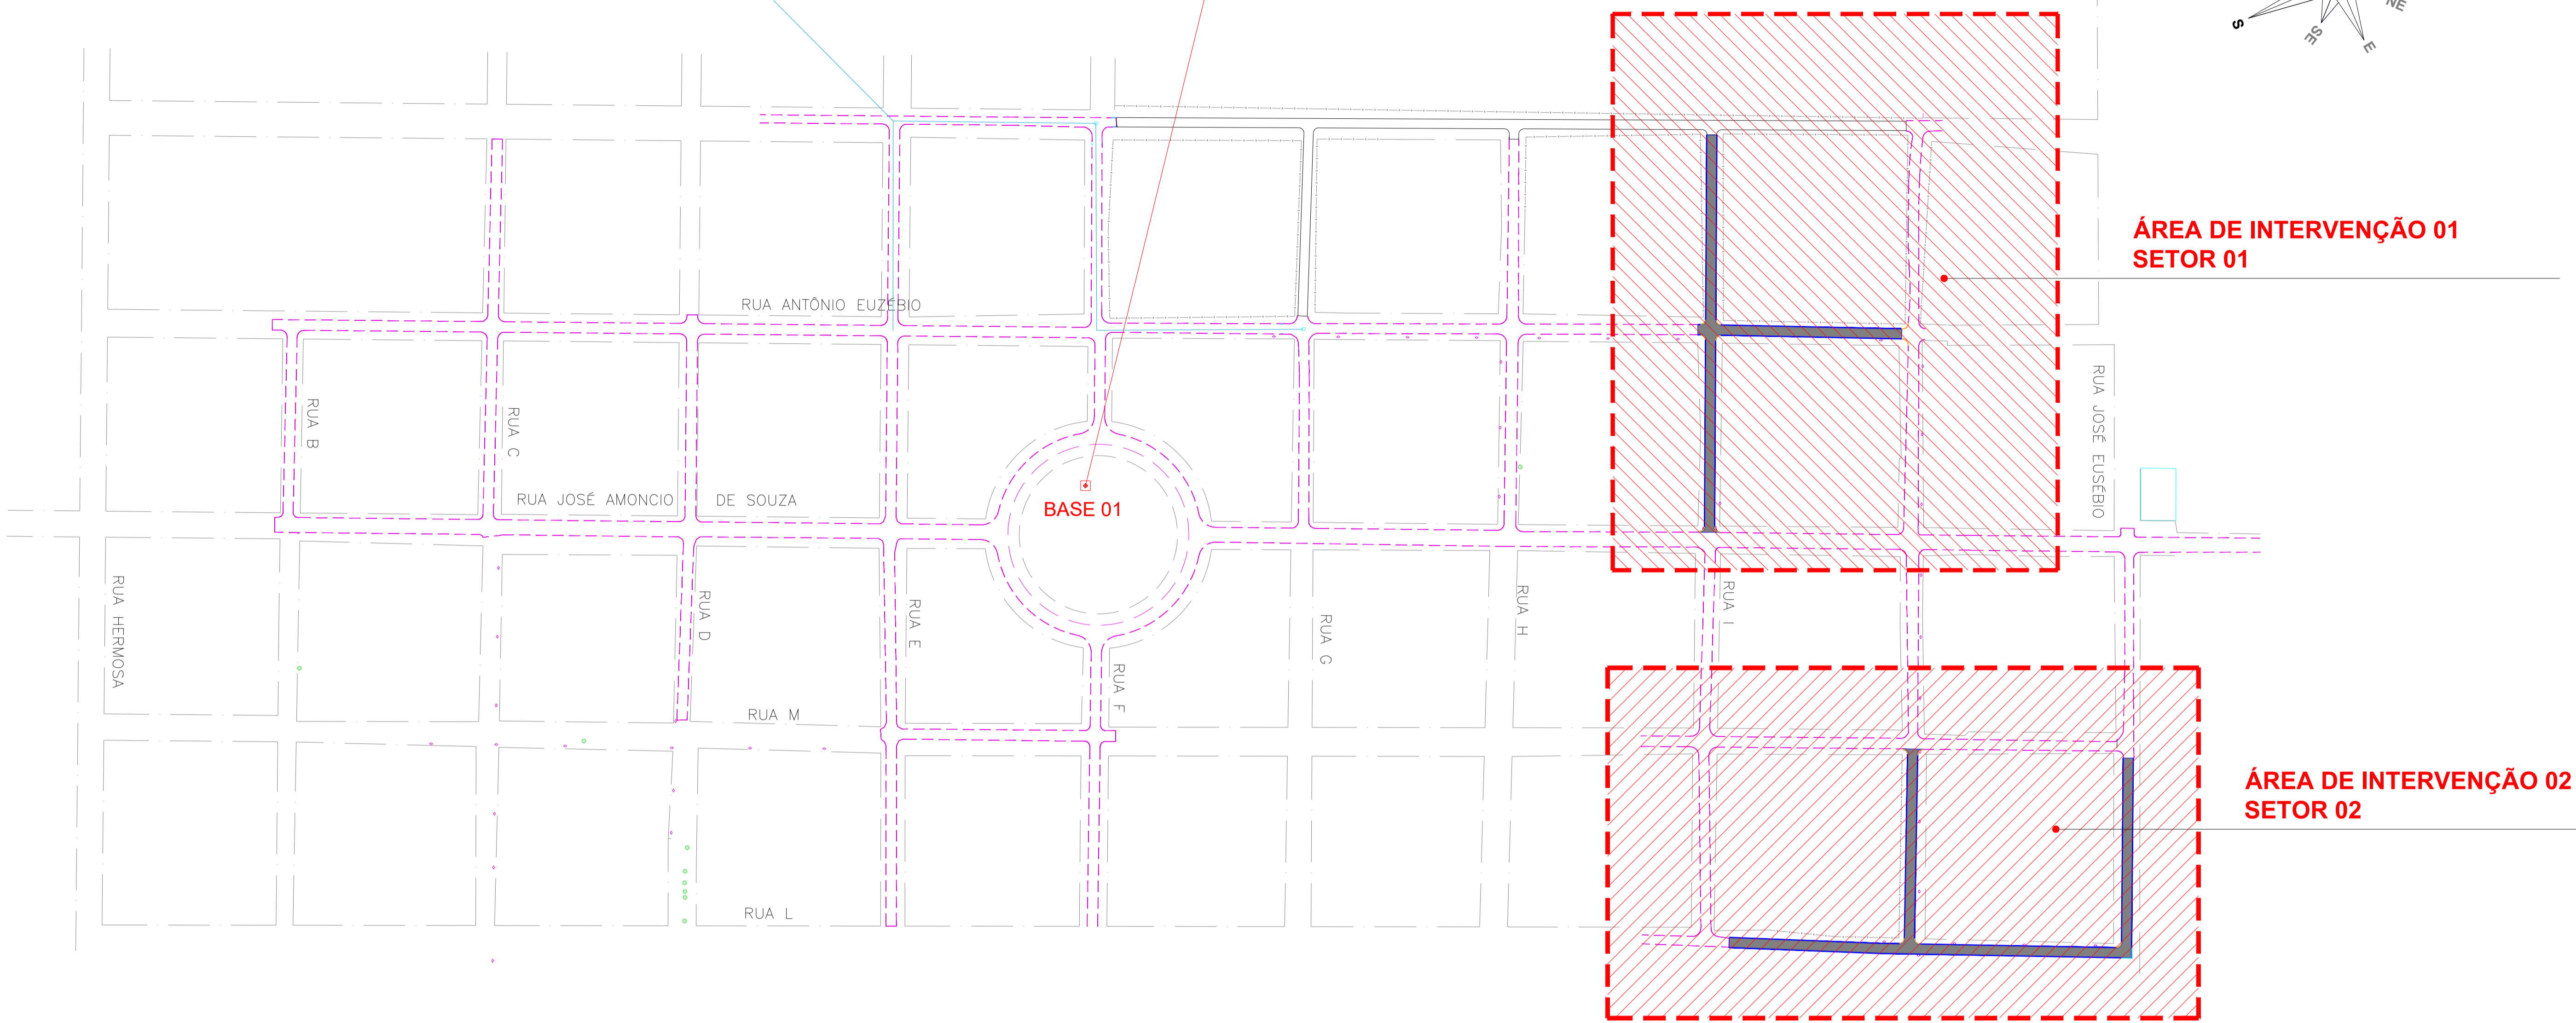 S
SE
E
NE
ÁREA DE INTERVENÇÃO 01
SETOR 01
RUA ANTÔNIO EUZÉBIO
RUA B
RUA C
RUA JOSÉ EUSÉBIO
RUA JOSÉ AMONCIO DE SOUZA
BASE 01
RUA HERMOSA
RUA D
RUA E
RUA F
RUA G
RUA H
RUA I
RUA M
ÁREA DE INTERVENÇÃO 02
SETOR 02
RUA L